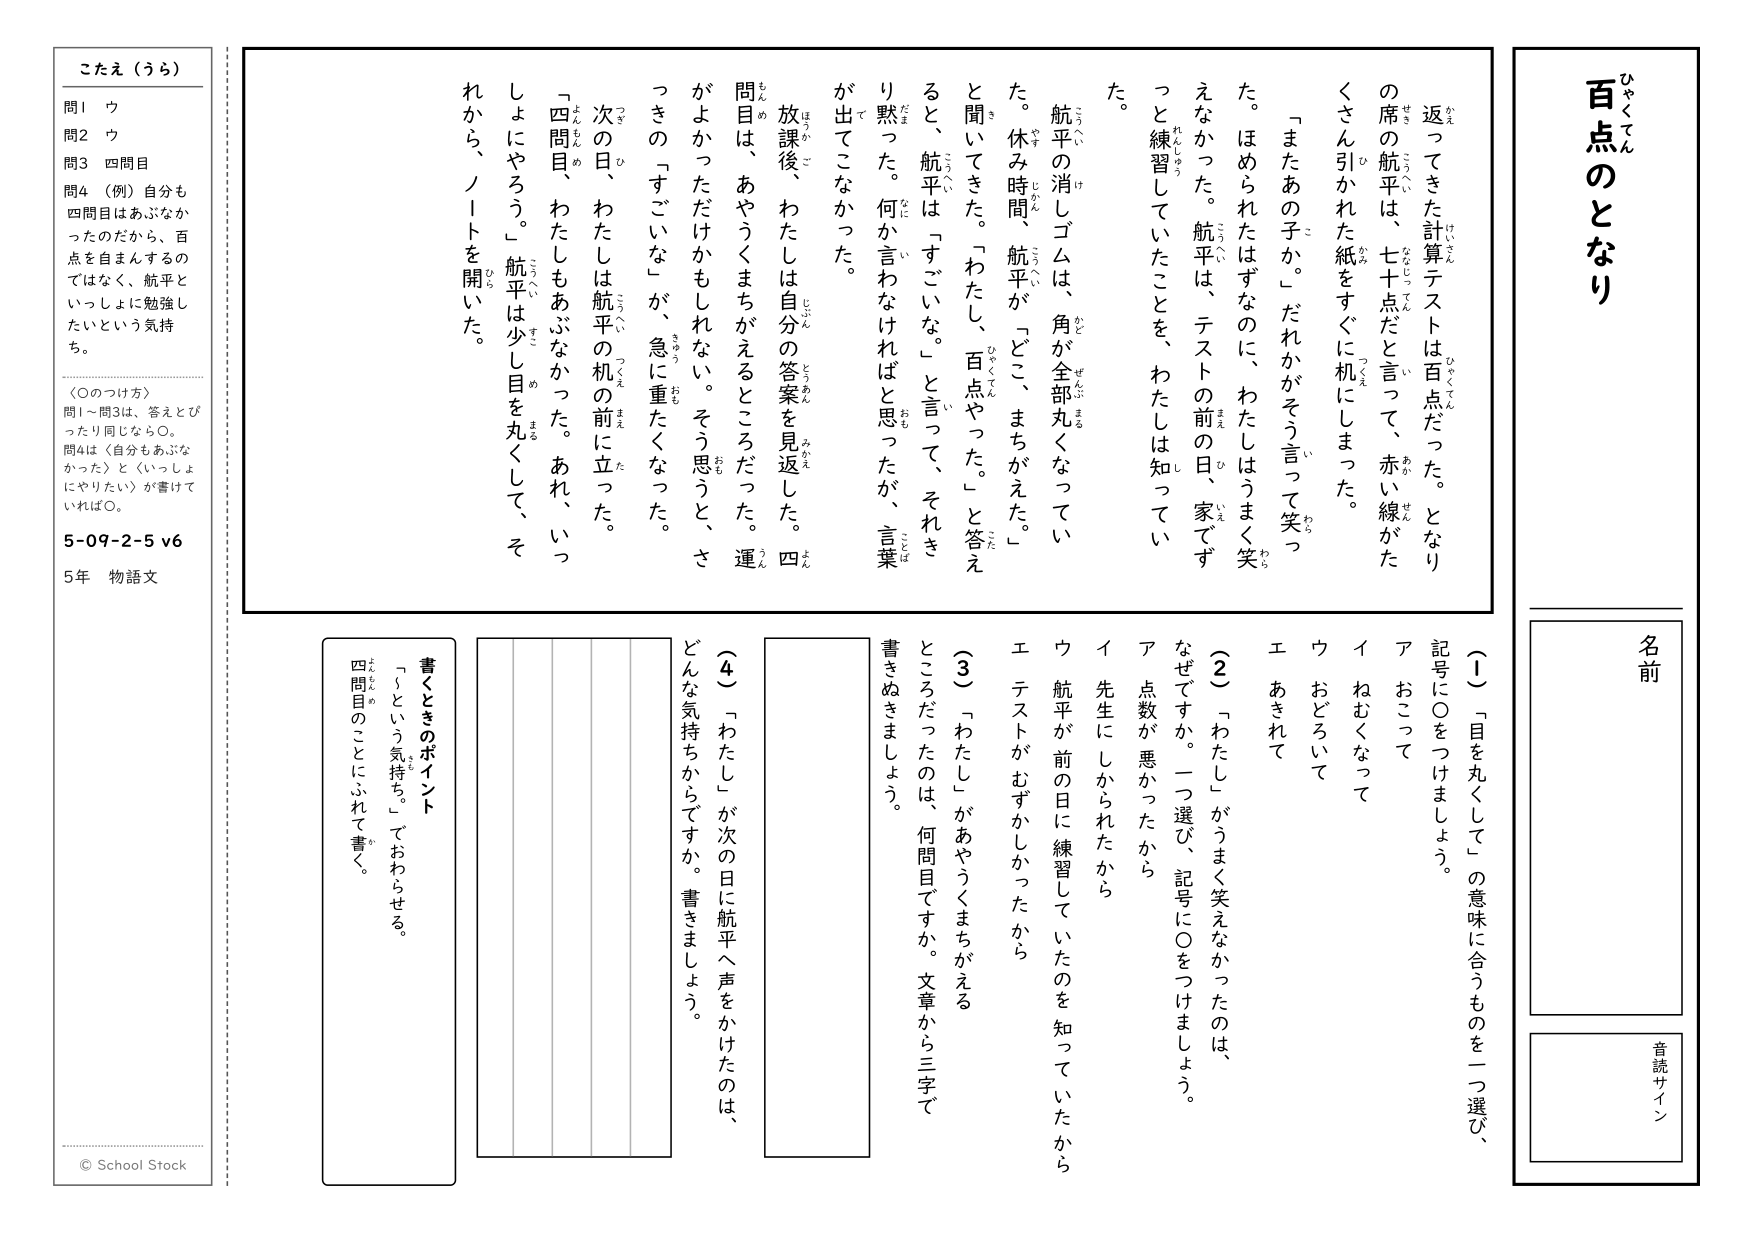 百点のとなり
ひゃくてん
名前
音読サイン
返ってきた計算テストは百点だった。となり
の席の航平は、七十点だと言って、赤い線がた
くさん引かれた紙をすぐに机にしまった。
「またあの子か。」だれかがそう言って笑っ
た。ほめられたはずなのに、わたしはうまく笑
えなかった。航平は、テストの前の日、家でず
っと練習していたことを、わたしは知ってい
た。
航平の消しゴムは、角が全部丸くなってい
た。休み時間、航平が「どこ、まちがえた。」
と聞いてきた。「わたし、百点やった。」と答え
ると、航平は「すごいな。」と言って、それき
り黙った。何か言わなければと思ったが、言葉
が出てこなかった。
放課後、わたしは自分の答案を見返した。四
問目は、あやうくまちがえるところだった。運
がよかっただけかもしれない。そう思うと、さ
っきの「すごいな」が、急に重たくなった。
次の日、わたしは航平の机の前に立った。
「四問目、わたしもあぶなかった。あれ、いっ
しょにやろう。」航平は少し目を丸くして、そ
れから、ノートを開いた。
(1)「目を丸くして」の意味に合うものを一つ選び、
記号に〇をつけましょう。
ア おこって
イ ねむくなって
ウ おどろいて
エ あきれて
(2)「わたし」がうまく笑えなかったのは、
なぜですか。一つ選び、記号に〇をつけましょう。
ア 点数が 悪かった から
イ 先生に しかられた から
ウ 航平が 前の日に 練習して いたのを 知って いたから
エ テストが むずかしかった から
(3)「わたし」があやうくまちがえる
ところだったのは、何問目ですか。文章から三字で
書きぬきましょう。
(4)「わたし」が次の日に航平へ声をかけたのは、
どんな気持ちからですか。書きましょう。
書くときのポイント
「～という気持ち。」でおわらせる。
四問目のことにふれて書く。
こたえ（うら）
問1 ウ
問2 ウ
問3 四問目
問4 （例）自分も
四問目はあぶなか
ったのだから、百
点を自まんするの
ではなく、航平と
いっしょに勉強し
たいという気持
ち。
〈〇のつけ方〉
問1～問3は、答えとぴ
ったり同じなら〇。
問4は〈自分もあぶな
かった〉と〈いっしょ
にやりたい〉が書けて
いれば〇。
5-09-2-5 v6
5年 物語文
© School Stock